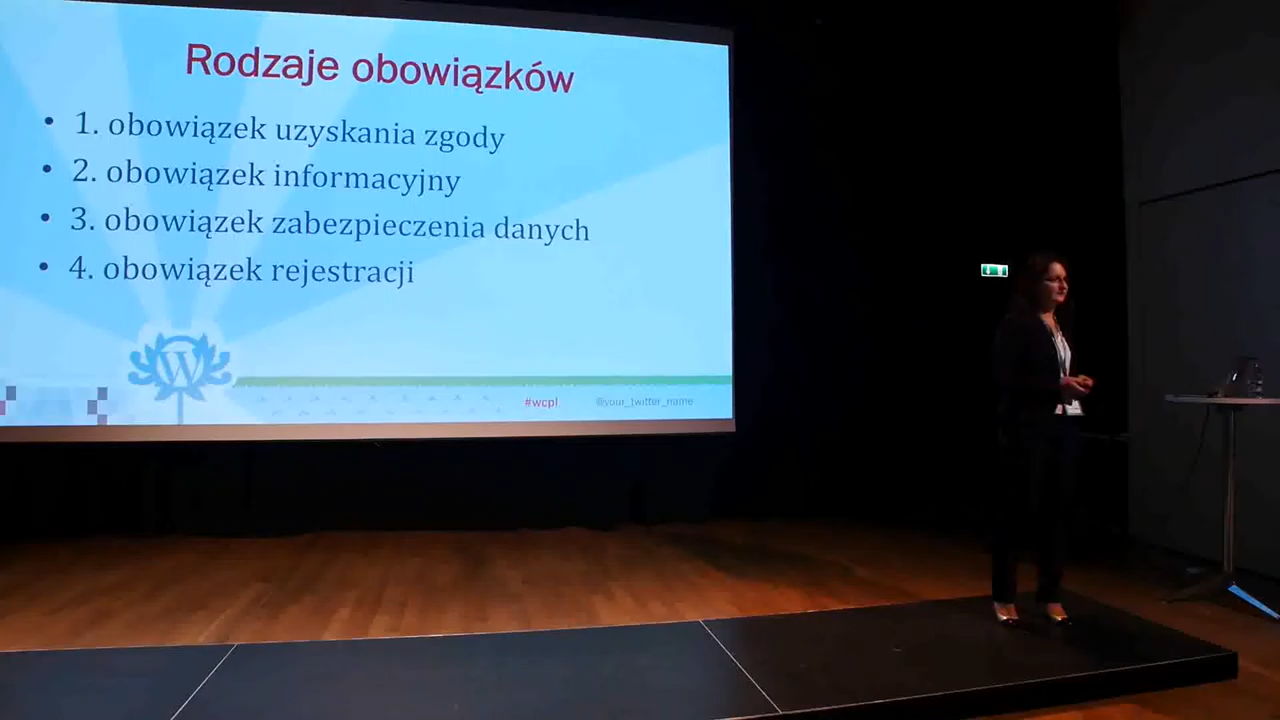 Rodzaje obowiązków
• 1. obowiązek uzyskania zgody
• 2. obowiązek informacyjny
• 3. obowiązek zabezpieczenia danych
• 4. obowiązek rejestracji
W
#wcpl @your_twitter_name